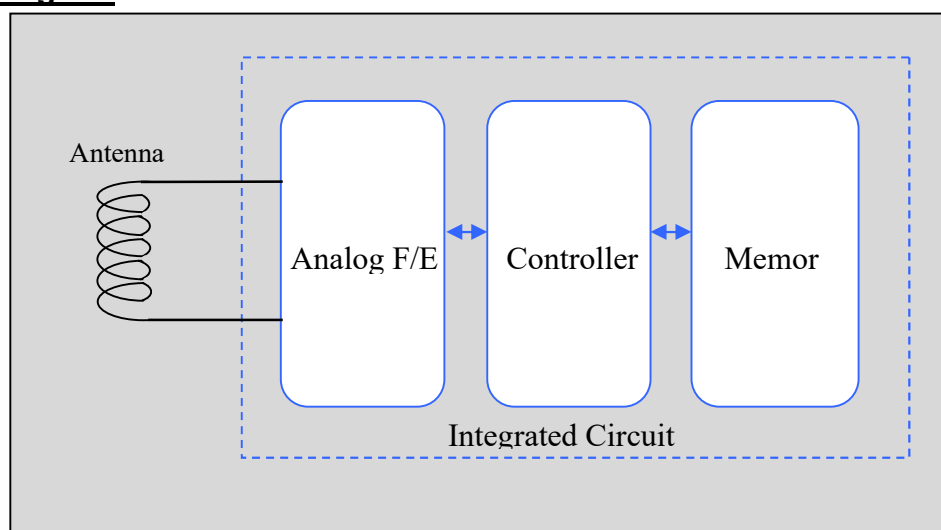 Antenna
Analog F/E
Controller
Memor
Integrated Circuit